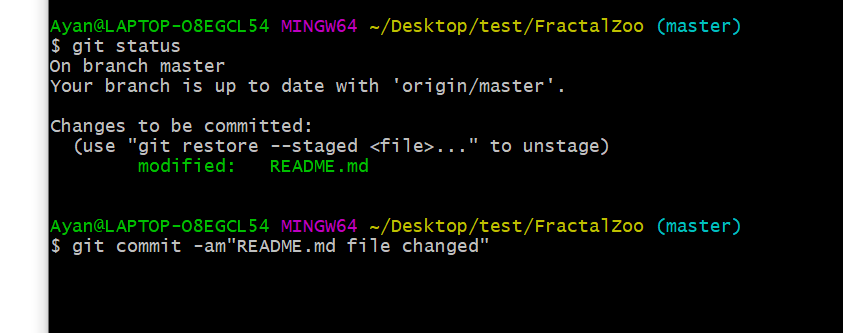 Ayan@LAPTOP-O8EGCL54 MINGW64 ~/Desktop/test/FractalZoo (master)
$ git status
On branch master
Your branch is up to date with 'origin/master'.
Changes to be committed:
  (use "git restore --staged <file>..." to unstage)
        modified:   README.md
Ayan@LAPTOP-O8EGCL54 MINGW64 ~/Desktop/test/FractalZoo (master)
$ git commit -am"README.md file changed"